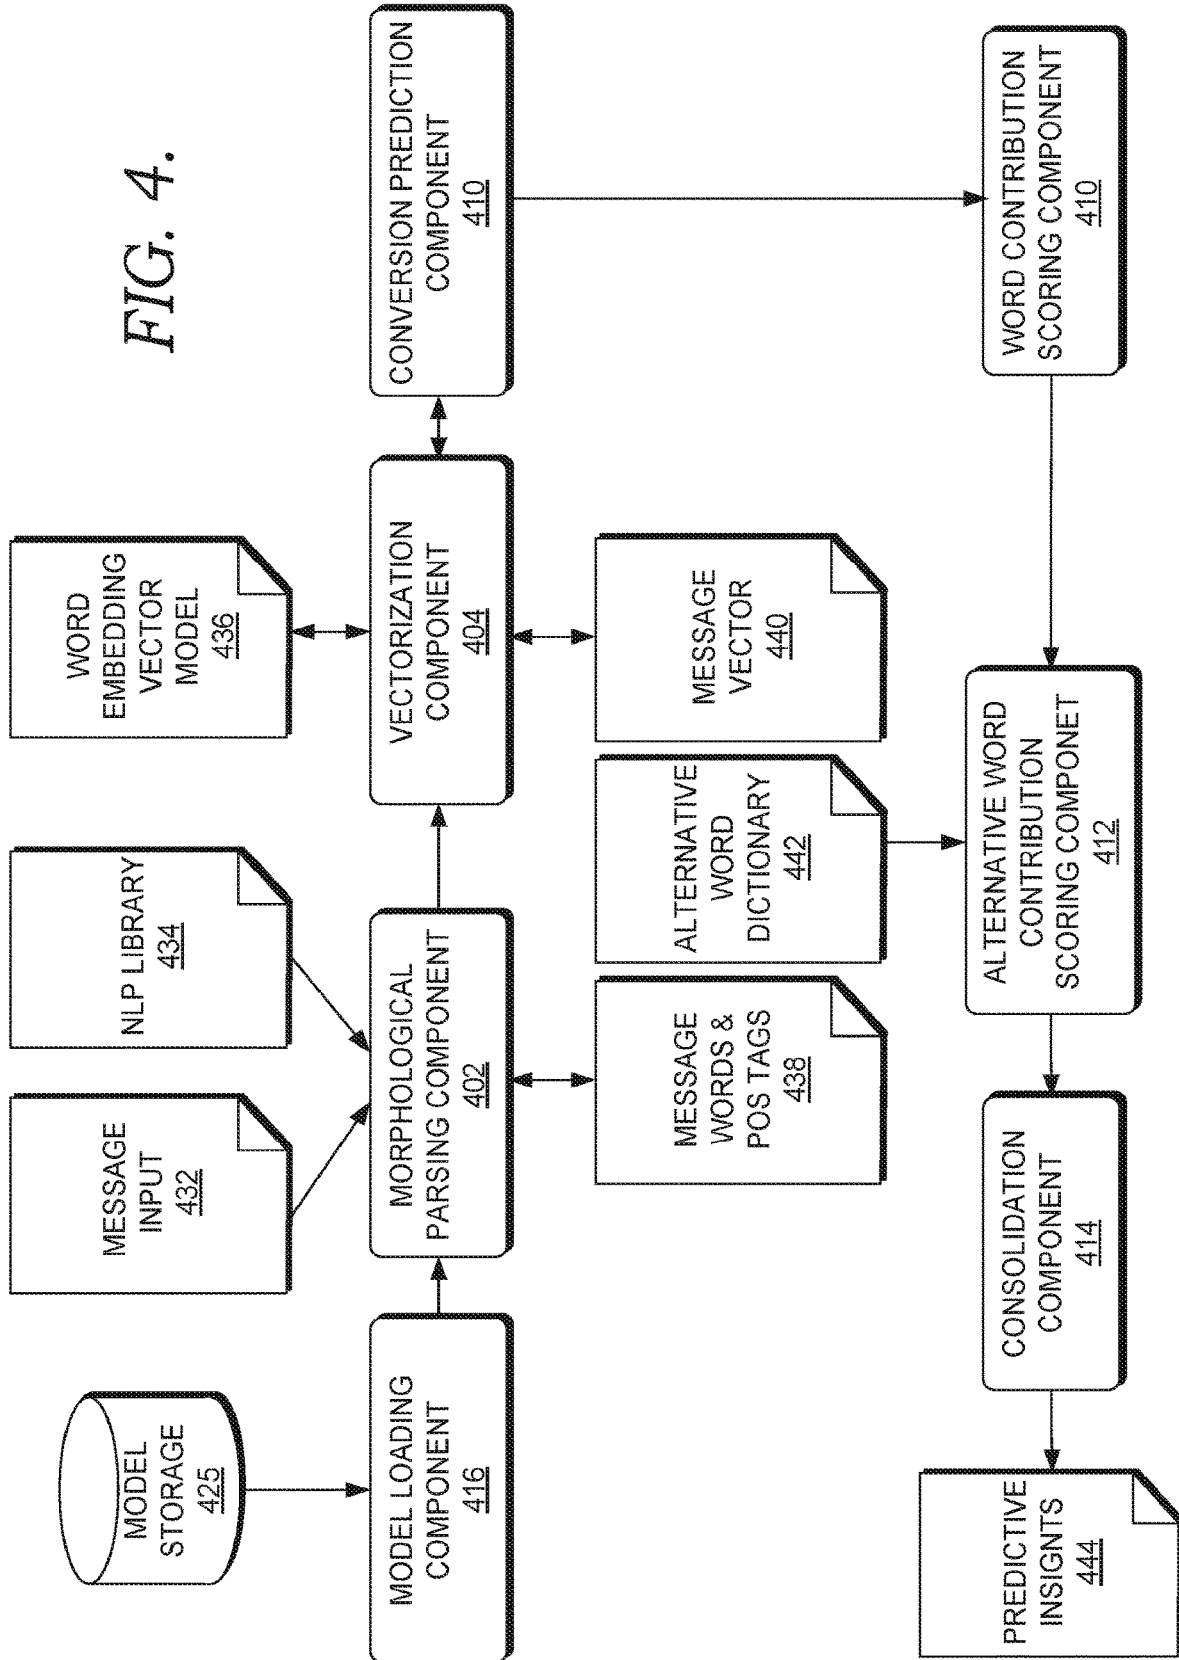 FIG. 4.
MODEL
STORAGE
425
MESSAGE
INPUT
432
NLP LIBRARY
434
WORD
EMBEDDING
VECTOR
MODEL
436
MODEL LOADING
COMPONENT
416
MORPHOLOGICAL
PARSING COMPONENT
402
VECTORIZATION
COMPONENT
404
CONVERSION PREDICTION
COMPONENT
410
MESSAGE
WORDS &
POS TAGS
438
ALTERNATIVE
WORD
DICTIONARY
442
MESSAGE
VECTOR
440
PREDICTIVE
INSIGNTS
444
CONSOLIDATION
COMPONENT
414
ALTERNATIVE WORD
CONTRIBUTION
SCORING COMPONET
412
WORD CONTRIBUTION
SCORING COMPONENT
410